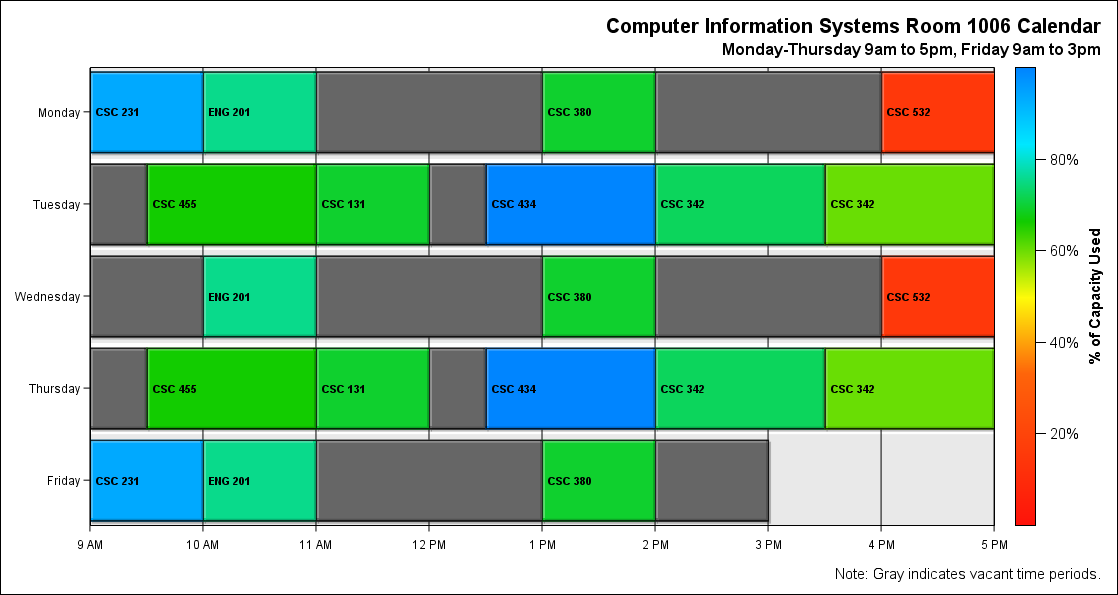 Computer Information Systems Room 1006 Calendar
Monday-Thursday 9am to 5pm, Friday 9am to 3pm
Monday CSC 231 ENG 201 CSC 380 CSC 532
Tuesday CSC 455 CSC 131 CSC 434 CSC 342 CSC 342
Wednesday ENG 201 CSC 380 CSC 532
Thursday CSC 455 CSC 131 CSC 434 CSC 342 CSC 342
Friday CSC 231 ENG 201 CSC 380
9 AM 10 AM 11 AM 12 PM 1 PM 2 PM 3 PM 4 PM 5 PM
80%
60%
40%
20%
% of Capacity Used
Note: Gray indicates vacant time periods.